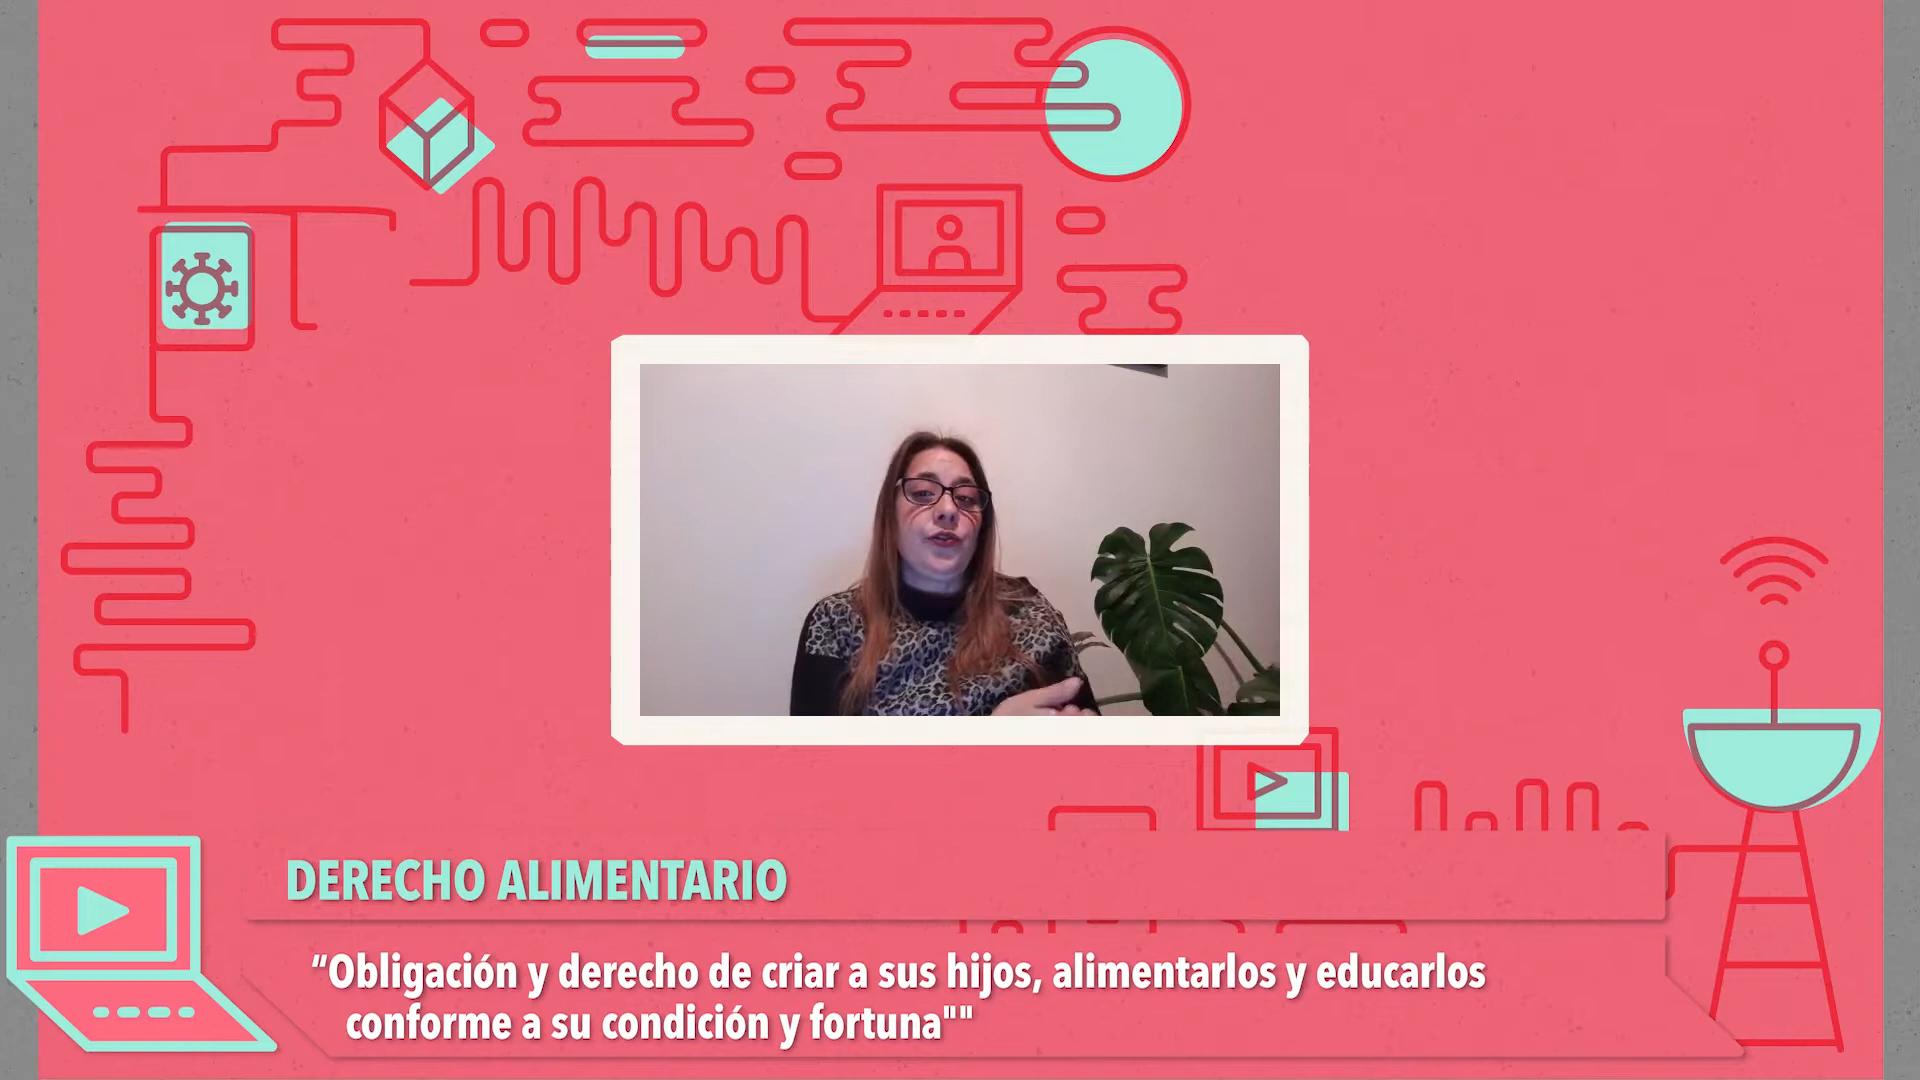 DERECHO ALIMENTARIO
“Obligación y derecho de criar a sus hijos, alimentarlos y educarlos
conforme a su condición y fortuna""